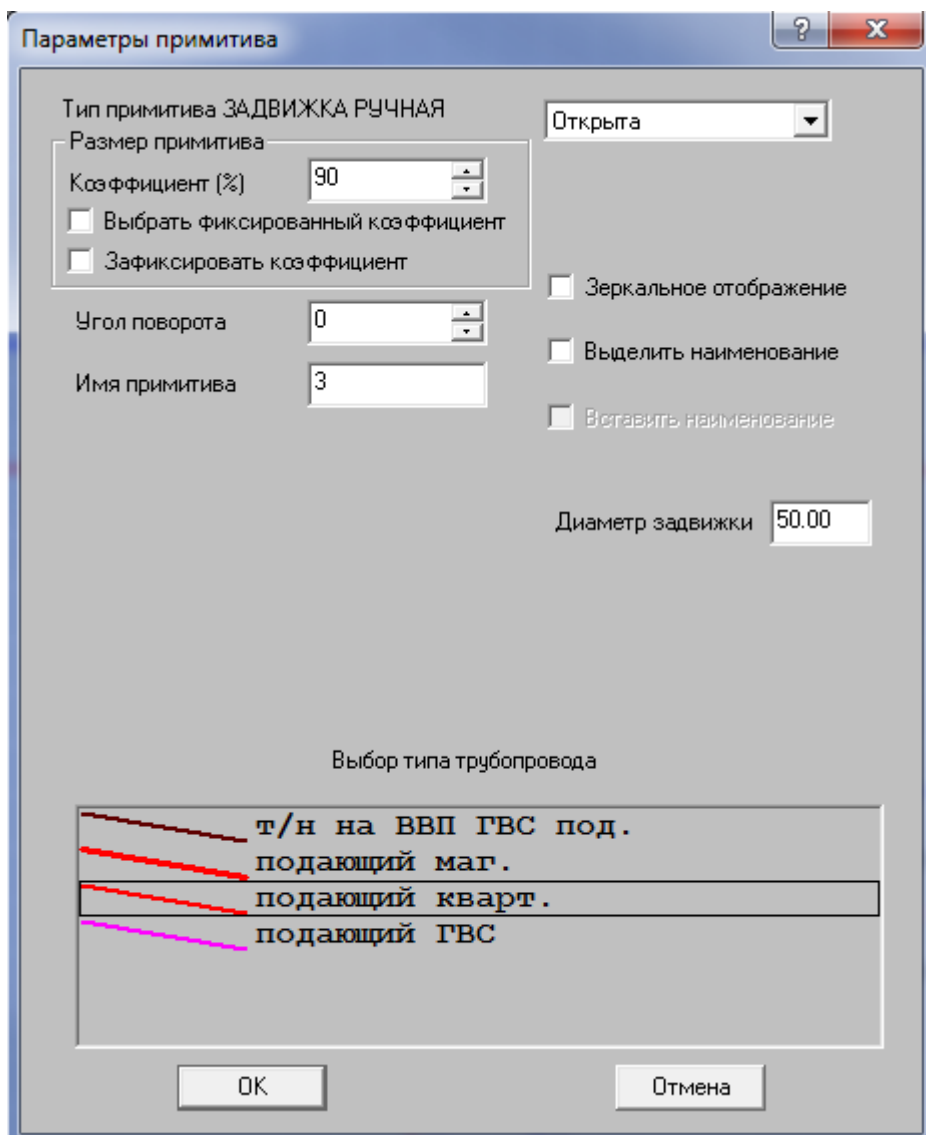 Параметры примитива
Тип примитива ЗАДВИЖКА РУЧНАЯ
Открыта
Размер примитива
Коэффициент (%) 90
Выбрать фиксированный коэффициент
Зафиксировать коэффициент
Зеркальное отображение
Угол поворота 0
Выделить наименование
Имя примитива 3
Вставить наименование
Диаметр задвижки 50.00
Выбор типа трубопровода
т/н на ВВП ГВС под.
подающий маг.
подающий кварт.
подающий ГВС
OK Отмена